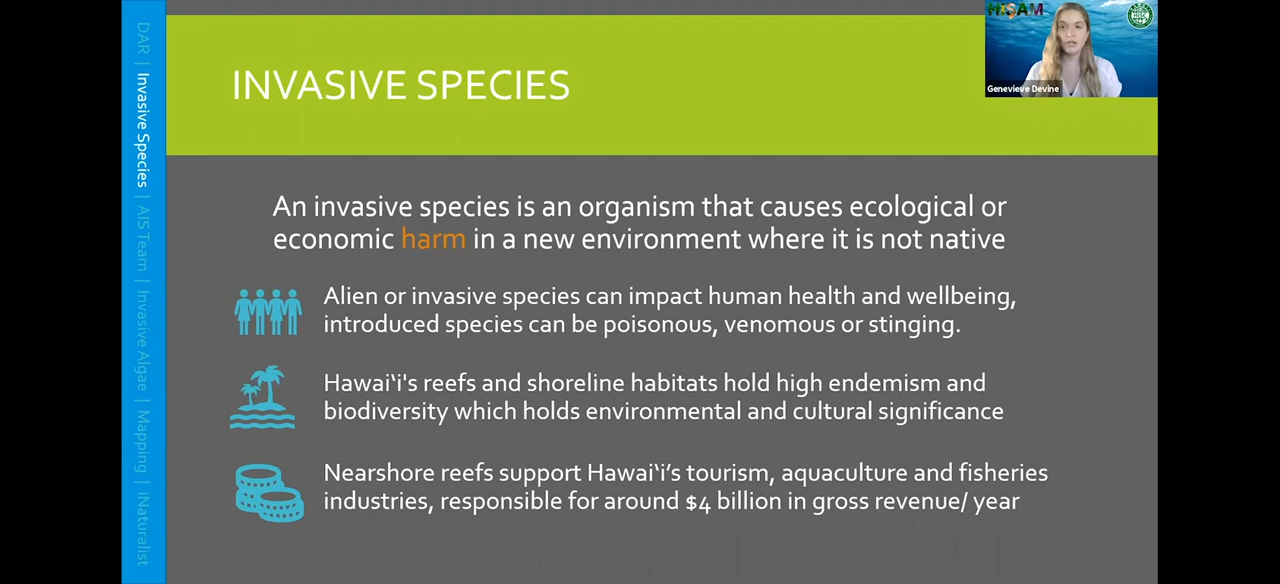 DAR | Invasive Species | AIS Team | Invasive Algae | Mapping | iNaturalist
INVASIVE SPECIES
HISAM
HISC
Genevieve Devine
An invasive species is an organism that causes ecological or
economic harm in a new environment where it is not native
Alien or invasive species can impact human health and wellbeing,
introduced species can be poisonous, venomous or stinging.
Hawai‘i's reefs and shoreline habitats hold high endemism and
biodiversity which holds environmental and cultural significance
Nearshore reefs support Hawai‘i’s tourism, aquaculture and fisheries
industries, responsible for around $4 billion in gross revenue/ year